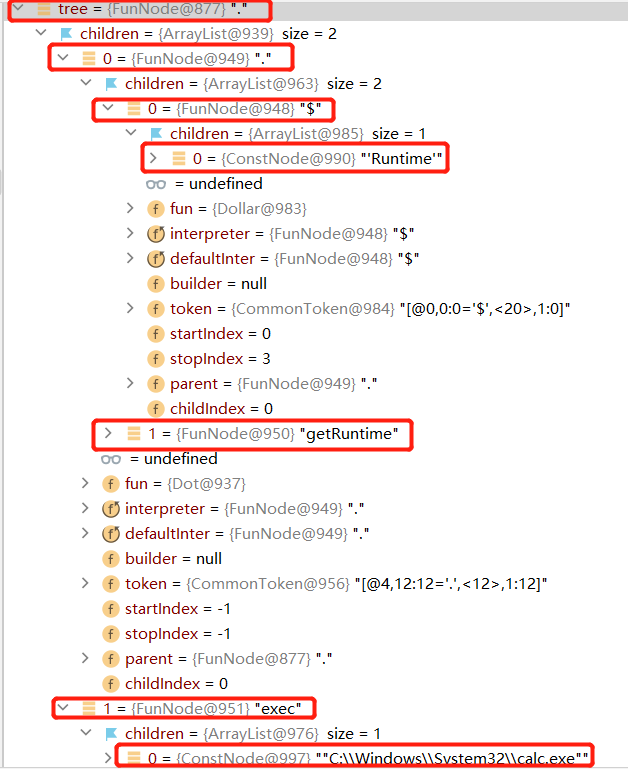 tree = {FunNode@877} "."
children = {ArrayList@939} size = 2
0 = {FunNode@949} "."
children = {ArrayList@963} size = 2
0 = {FunNode@948} "$"
children = {ArrayList@985} size = 1
0 = {ConstNode@990} "'Runtime'"
= undefined
f fun = {Dollar@983}
f interpreter = {FunNode@948} "$"
f defaultInter = {FunNode@948} "$"
f builder = null
f token = {CommonToken@984} "[@0,0:0='$',<20>,1:0]"
f startIndex = 0
f stopIndex = 3
f parent = {FunNode@949} "."
f childIndex = 0
1 = {FunNode@950} "getRuntime"
= undefined
f fun = {Dot@937}
f interpreter = {FunNode@949} "."
f defaultInter = {FunNode@949} "."
f builder = null
f token = {CommonToken@956} "[@4,12:12='.',<12>,1:12]"
f startIndex = -1
f stopIndex = -1
f parent = {FunNode@877} "."
f childIndex = 0
1 = {FunNode@951} "exec"
children = {ArrayList@976} size = 1
0 = {ConstNode@997} ""C:\\Windows\\System32\\calc.exe""